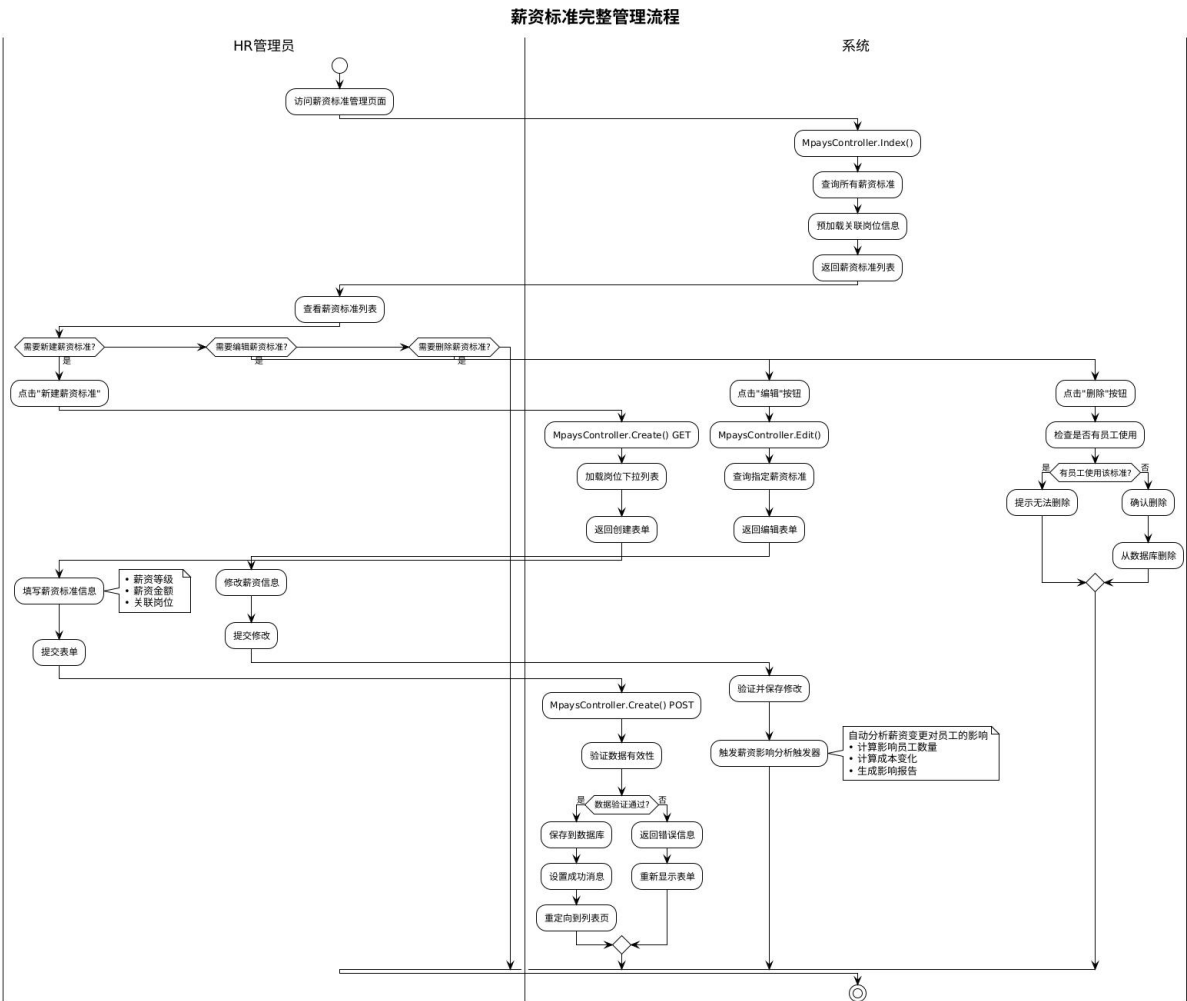 薪资标准完整管理流程
HR管理员
系统
访问薪资标准管理页面
MpaysController.Index()
查询所有薪资标准
预加载关联岗位信息
返回薪资标准列表
查看薪资标准列表
需要新建薪资标准?
是
需要编辑薪资标准?
是
需要删除薪资标准?
是
点击"新建薪资标准"
点击"编辑"按钮
点击"删除"按钮
MpaysController.Create() GET
MpaysController.Edit()
检查是否有员工使用
加载岗位下拉列表
查询指定薪资标准
是
有员工使用该标准?
否
提示无法删除
确认删除
返回创建表单
返回编辑表单
从数据库删除
填写薪资标准信息
• 薪资等级
• 薪资金额
• 关联岗位
修改薪资信息
提交修改
提交表单
验证并保存修改
MpaysController.Create() POST
触发薪资影响分析触发器
自动分析薪资变更对员工的影响
• 计算影响员工数量
• 计算成本变化
• 生成影响报告
验证数据有效性
是
数据验证通过?
否
保存到数据库
返回错误信息
设置成功消息
重新显示表单
重定向到列表页